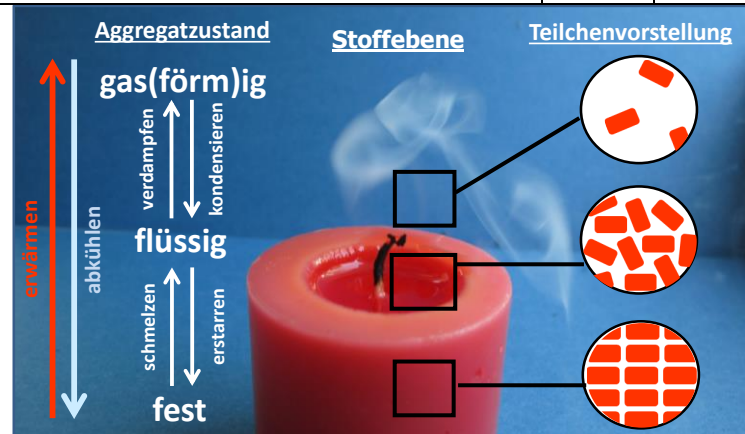 Aggregatzustand
Stoffebene
Teilchenvorstellung
gas(förm)ig
verdampfen
kondensieren
flüssig
erwärmen
abkühlen
schmelzen
erstarren
fest